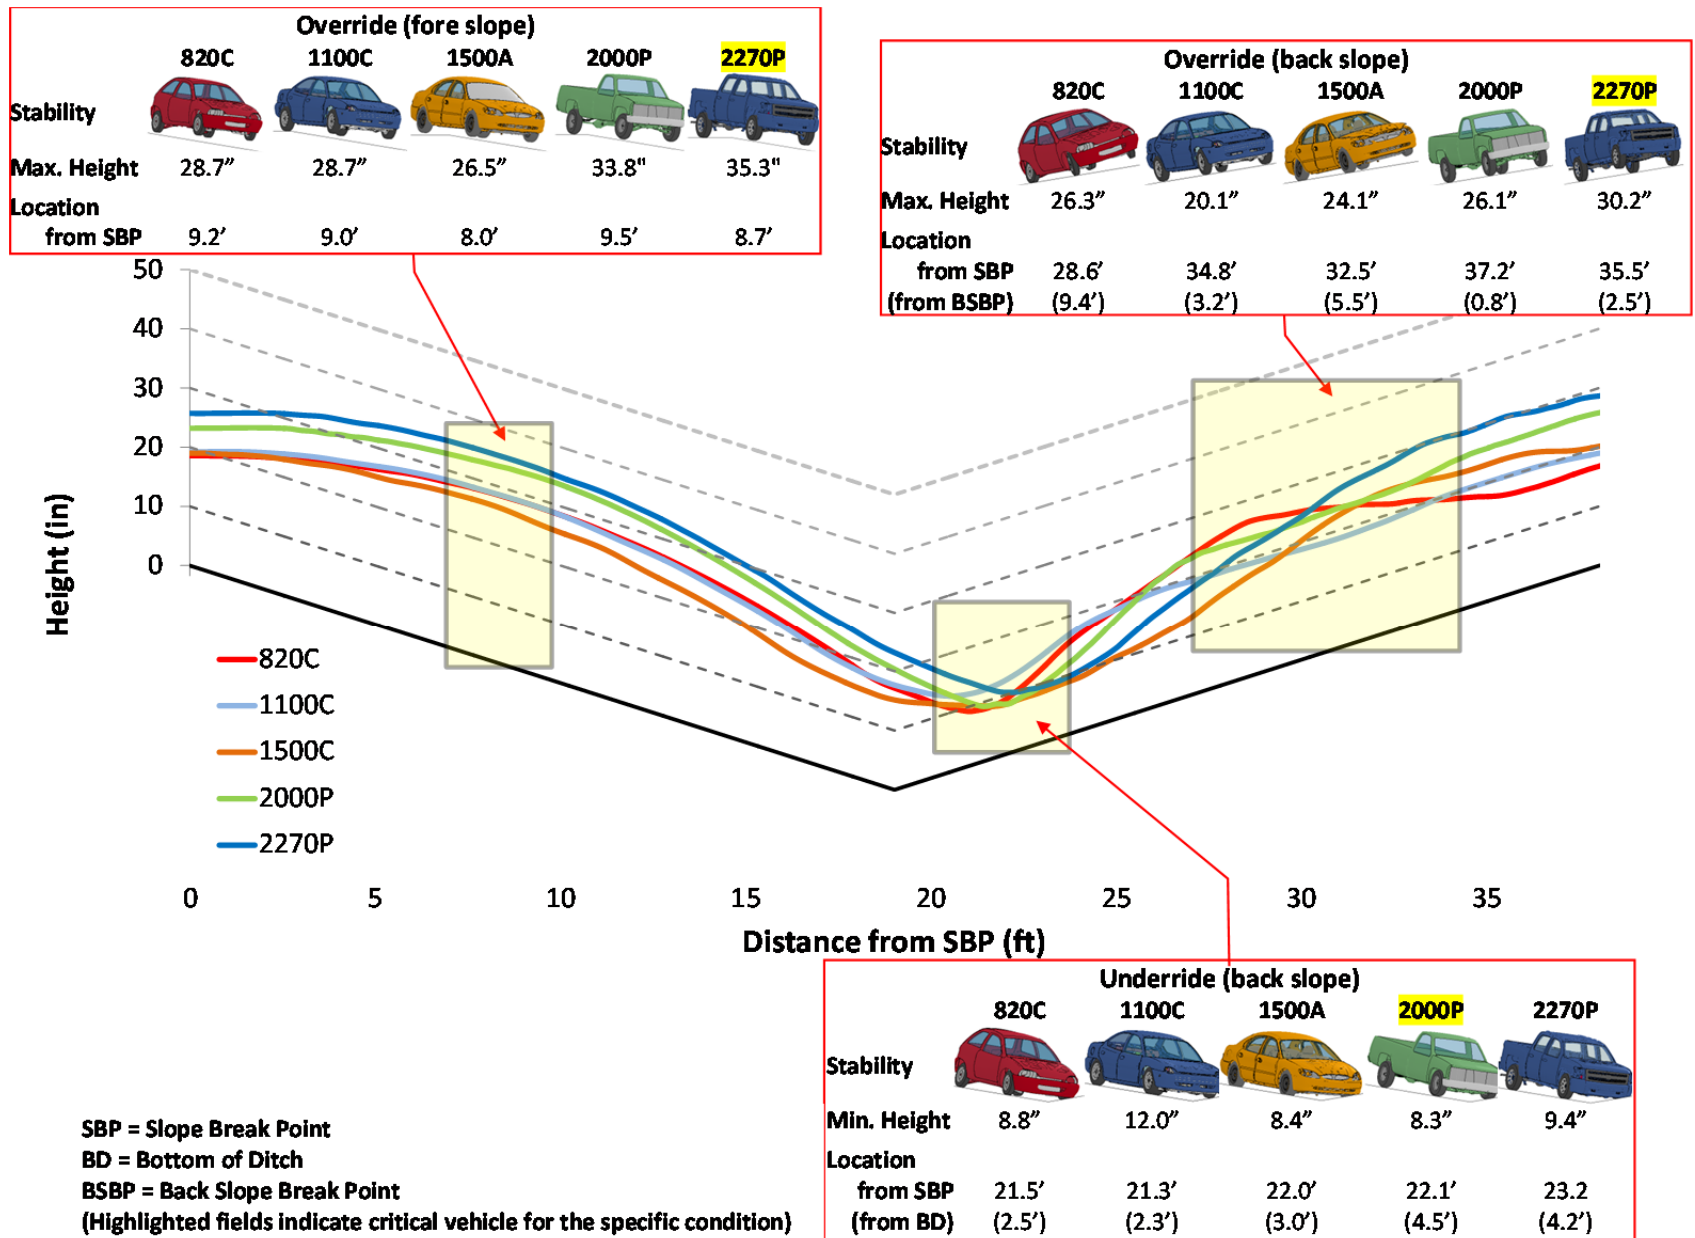 Override (fore slope)
820C 1100C 1500A 2000P 2270P
Stability
Max. Height 28.7” 28.7” 26.5” 33.8" 35.3"
Location
from SBP 9.2’ 9.0’ 8.0’ 9.5’ 8.7’
Override (back slope)
820C 1100C 1500A 2000P 2270P
Stability
Max. Height 26.3” 20.1” 24.1” 26.1” 30.2”
Location
from SBP 28.6’ 34.8’ 32.5’ 37.2’ 35.5’
(from BSBP) (9.4’) (3.2’) (5.5’) (0.8’) (2.5’)
50
40
30
20
10
0
Height (in)
820C
1100C
1500C
2000P
2270P
0 5 10 15 20 25 30 35
Distance from SBP (ft)
Underride (back slope)
820C 1100C 1500A 2000P 2270P
Stability
Min. Height 8.8” 12.0” 8.4” 8.3” 9.4”
Location
from SBP 21.5’ 21.3’ 22.0’ 22.1’ 23.2
(from BD) (2.5’) (2.3’) (3.0’) (4.5’) (4.2’)
SBP = Slope Break Point
BD = Bottom of Ditch
BSBP = Back Slope Break Point
(Highlighted fields indicate critical vehicle for the specific condition)